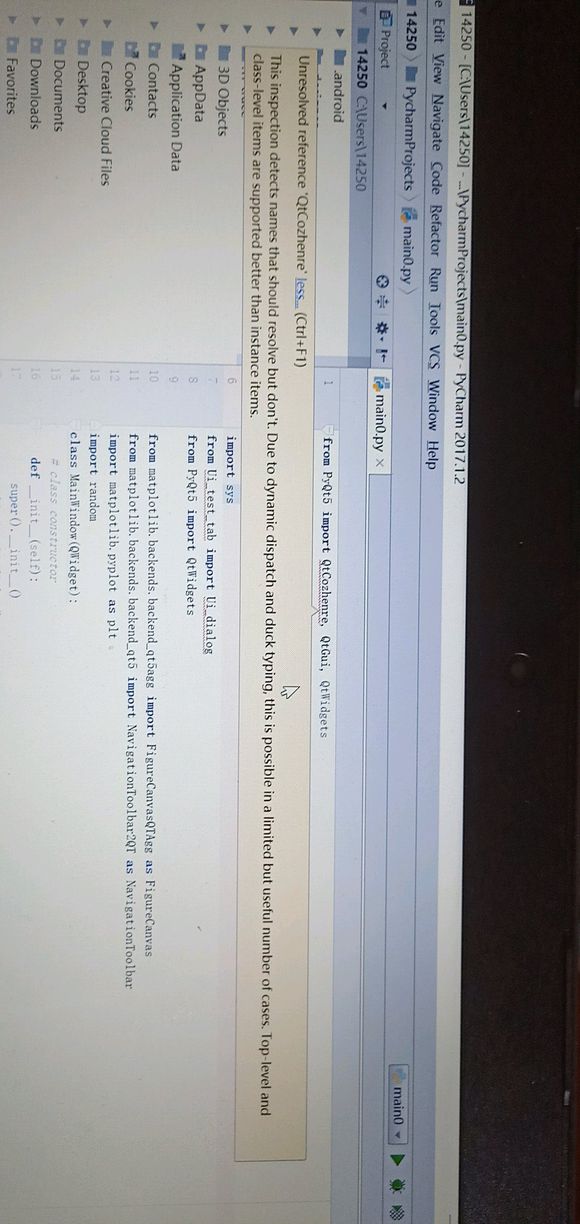 14250 - [C:\Users\14250] - ...\PycharmProjects\main0.py - PyCharm 2017.1.2
e Edit View Navigate Code Refactor Run Tools VCS Window Help
14250 PycharmProjects main0.py
main0
Project
main0.py ×
14250 C:\Users\14250
.android
1 from PyQt5 import QtCozhenre, QtGui, QtWidgets
Unresolved reference 'QtCozhenre' less... (Ctrl+F1)
This inspection detects names that should resolve but don't. Due to dynamic dispatch and duck typing, this is possible in a limited but useful number of cases. Top-level and
class-level items are supported better than instance items.
3D Objects
AppData
Application Data
Contacts
Cookies
Creative Cloud Files
Desktop
Documents
Downloads
Favorites
6 import sys
7 from Ui_test_tab import Ui_dialog
8 from PyQt5 import QtWidgets
9
10 from matplotlib.backends.backend_qt5agg import FigureCanvasQTAgg as FigureCanvas
11 from matplotlib.backends.backend_qt5 import NavigationToolbar2QT as NavigationToolbar
12 import matplotlib.pyplot as plt
13 import random
14 class MainWindow(QWidget):
15 # class constructor
16 def __init__(self):
17 super().__init__()